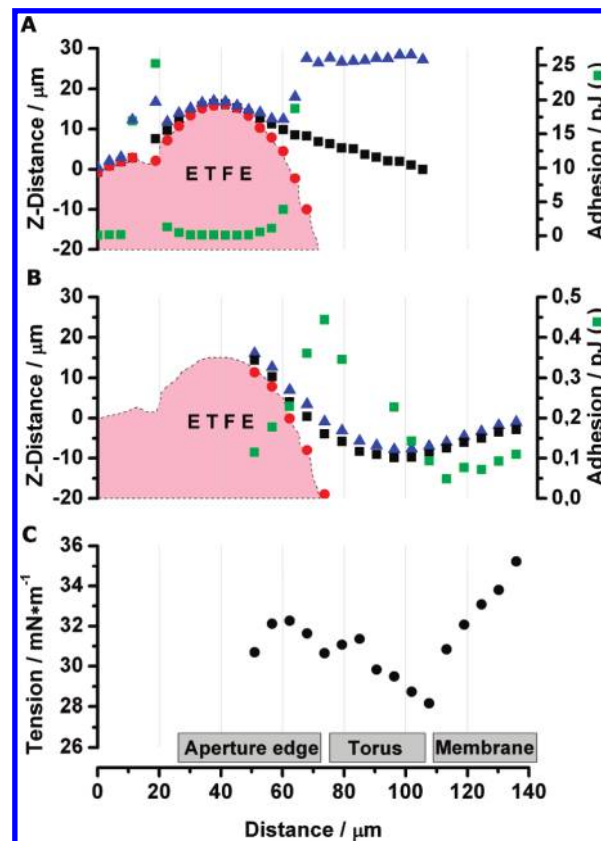 A
30
20
10
0
-10
-20
Z-Distance / μm
E T F E
25
20
15
10
5
0
Adhesion / pJ (■)
B
30
20
10
0
-10
-20
Z-Distance / μm
E T F E
0,5
0,4
0,3
0,2
0,1
0,0
Adhesion / pJ (■)
C
36
34
32
30
28
26
Tension / mN*m⁻¹
Aperture edge Torus Membrane
0 20 40 60 80 100 120 140
Distance / μm